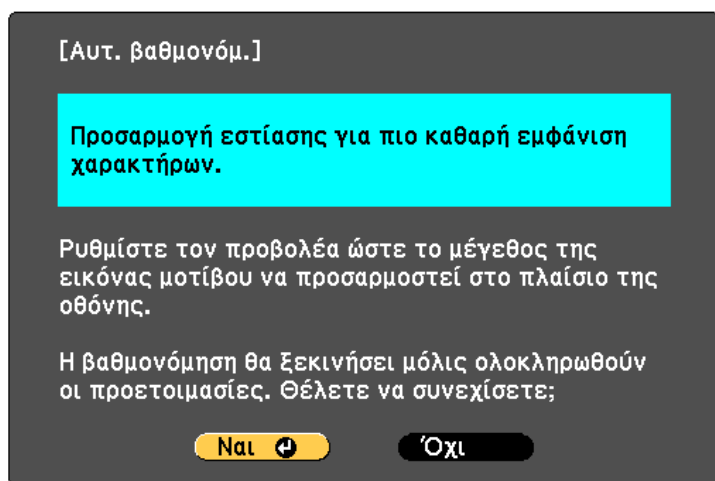 [Αυτ. βαθμονόμ.]
Προσαρμογή εστίασης για πιο καθαρή εμφάνιση
χαρακτήρων.
Ρυθμίστε τον προβολέα ώστε το μέγεθος της
εικόνας μοτίβου να προσαρμοστεί στο πλαίσιο της
οθόνης.
Η βαθμονόμηση θα ξεκινήσει μόλις ολοκληρωθούν
οι προετοιμασίες. Θέλετε να συνεχίσετε;
Ναι Όχι